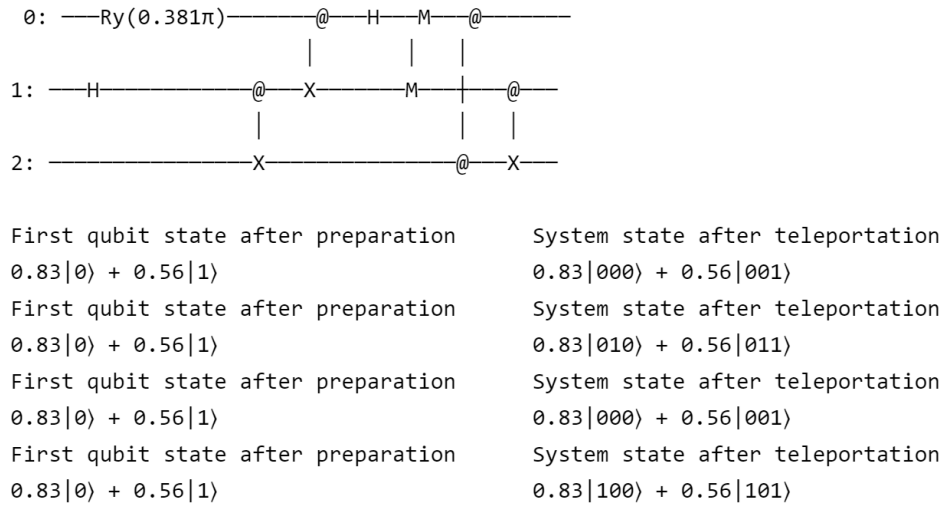 0: ───Ry(0.381π)───────@───H───M───@───────
                       │       │   │
1: ───H────────────@───X───────M───┼───@───
                   │               │   │
2: ────────────────X───────────────@───X───
First qubit state after preparation     System state after teleportation
0.83|0⟩ + 0.56|1⟩     0.83|000⟩ + 0.56|001⟩
First qubit state after preparation     System state after teleportation
0.83|0⟩ + 0.56|1⟩     0.83|010⟩ + 0.56|011⟩
First qubit state after preparation     System state after teleportation
0.83|0⟩ + 0.56|1⟩     0.83|000⟩ + 0.56|001⟩
First qubit state after preparation     System state after teleportation
0.83|0⟩ + 0.56|1⟩     0.83|100⟩ + 0.56|101⟩